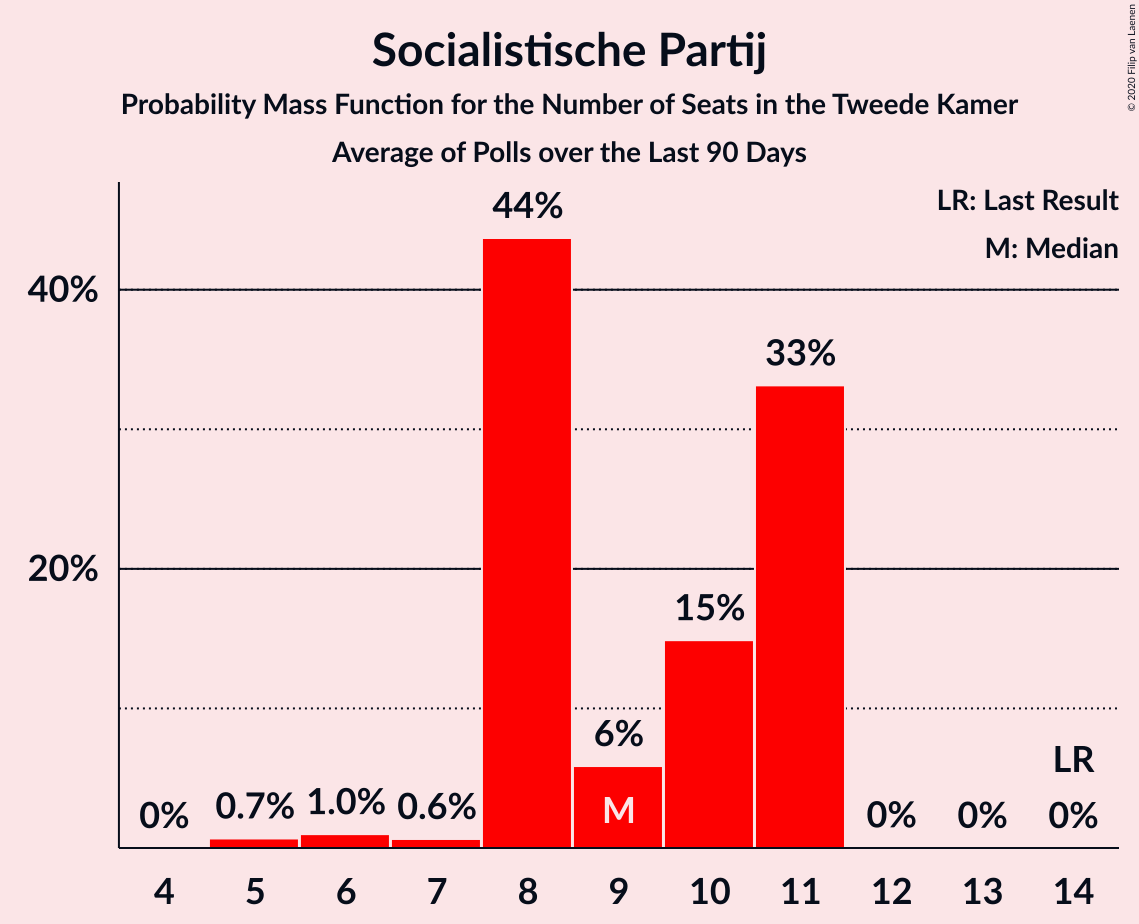 Socialistische Partij
Probability Mass Function for the Number of Seats in the Tweede Kamer
Average of Polls over the Last 90 Days
© 2020 Filip van Laenen
LR: Last Result
M: Median
40%
20%
0%
0.7%
1.0%
0.6%
44%
6%
M
15%
33%
0%
0%
LR
0%
4 5 6 7 8 9 10 11 12 13 14